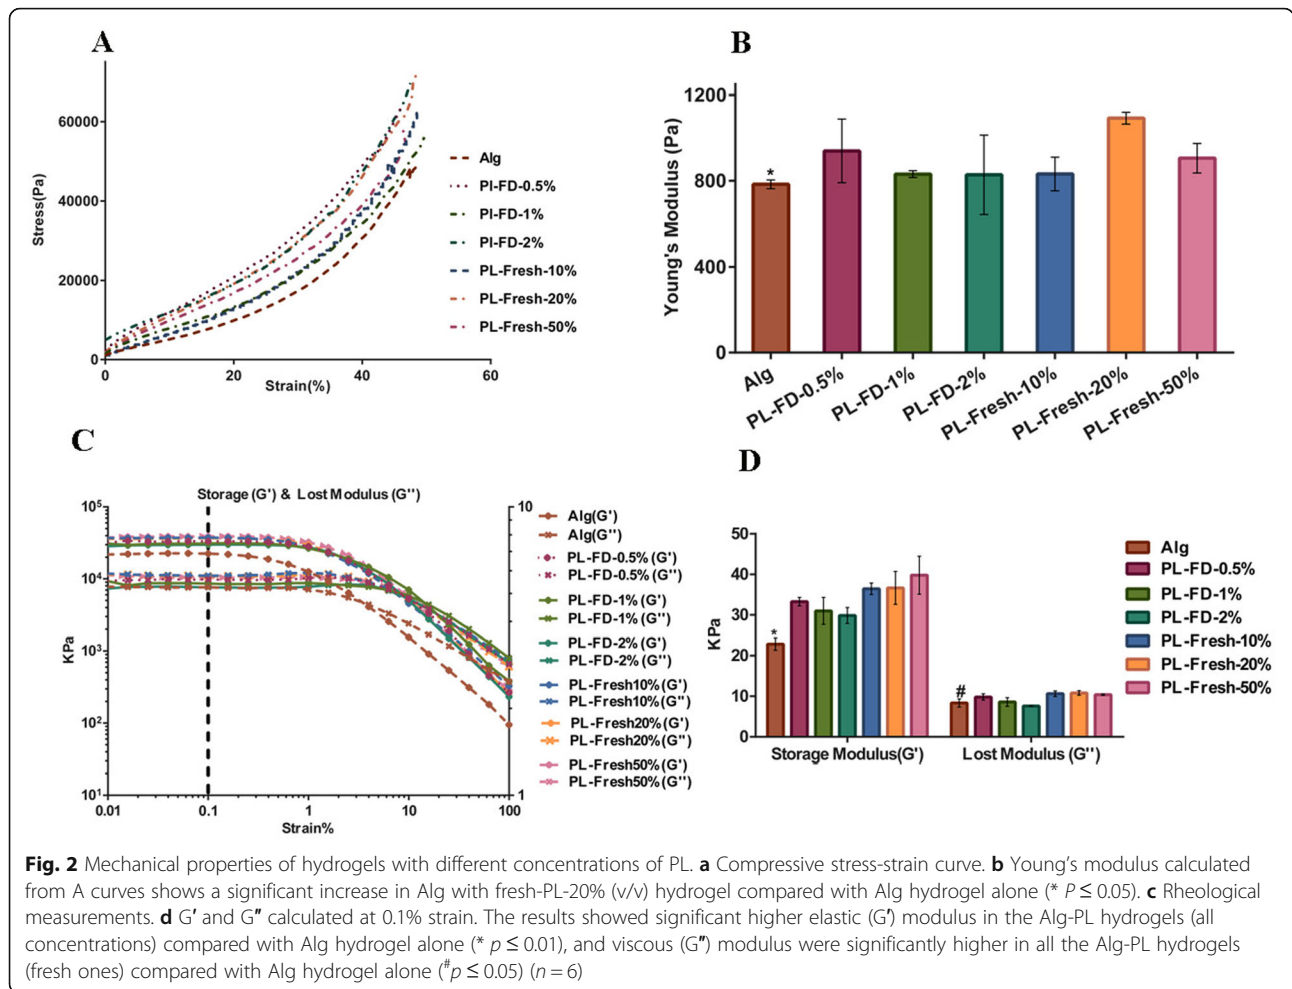 A
Stress(Pa)
60000
40000
20000
0
0
20
40
60
Strain(%)
Alg
PI-FD-0.5%
PI-FD-1%
PI-FD-2%
PL-Fresh-10%
PL-Fresh-20%
PL-Fresh-50%
B
Young's Modulus (Pa)
1200
800
400
0
*
Alg
PL-FD-0.5%
PL-FD-1%
PL-FD-2%
PL-Fresh-10%
PL-Fresh-20%
PL-Fresh-50%
C
Storage (G') & Lost Modulus (G'')
KPa
10⁵
10⁴
10³
10²
10¹
10
1
0.01
0.1
1
10
100
Strain%
Alg(G')
Alg(G'')
PL-FD-0.5% (G')
PL-FD-0.5% (G'')
PL-FD-1% (G')
PL-FD-1% (G'')
PL-FD-2% (G')
PL-FD-2% (G'')
PL-Fresh10% (G')
PL-Fresh10% (G'')
PL-Fresh20% (G')
PL-Fresh20% (G'')
PL-Fresh50% (G')
PL-Fresh50% (G'')
D
KPa
50
40
30
20
10
0
*
#
Storage Modulus(G')
Lost Modulus (G'')
Alg
PL-FD-0.5%
PL-FD-1%
PL-FD-2%
PL-Fresh-10%
PL-Fresh-20%
PL-Fresh-50%
Fig. 2 Mechanical properties of hydrogels with different concentrations of PL. a Compressive stress-strain curve. b Young's modulus calculated
from A curves shows a significant increase in Alg with fresh-PL-20% (v/v) hydrogel compared with Alg hydrogel alone (* P ≤ 0.05). c Rheological
measurements. d G′ and G″ calculated at 0.1% strain. The results showed significant higher elastic (G′) modulus in the Alg-PL hydrogels (all
concentrations) compared with Alg hydrogel alone (* p ≤ 0.01), and viscous (G″) modulus were significantly higher in all the Alg-PL hydrogels
(fresh ones) compared with Alg hydrogel alone (#p ≤ 0.05) (n = 6)